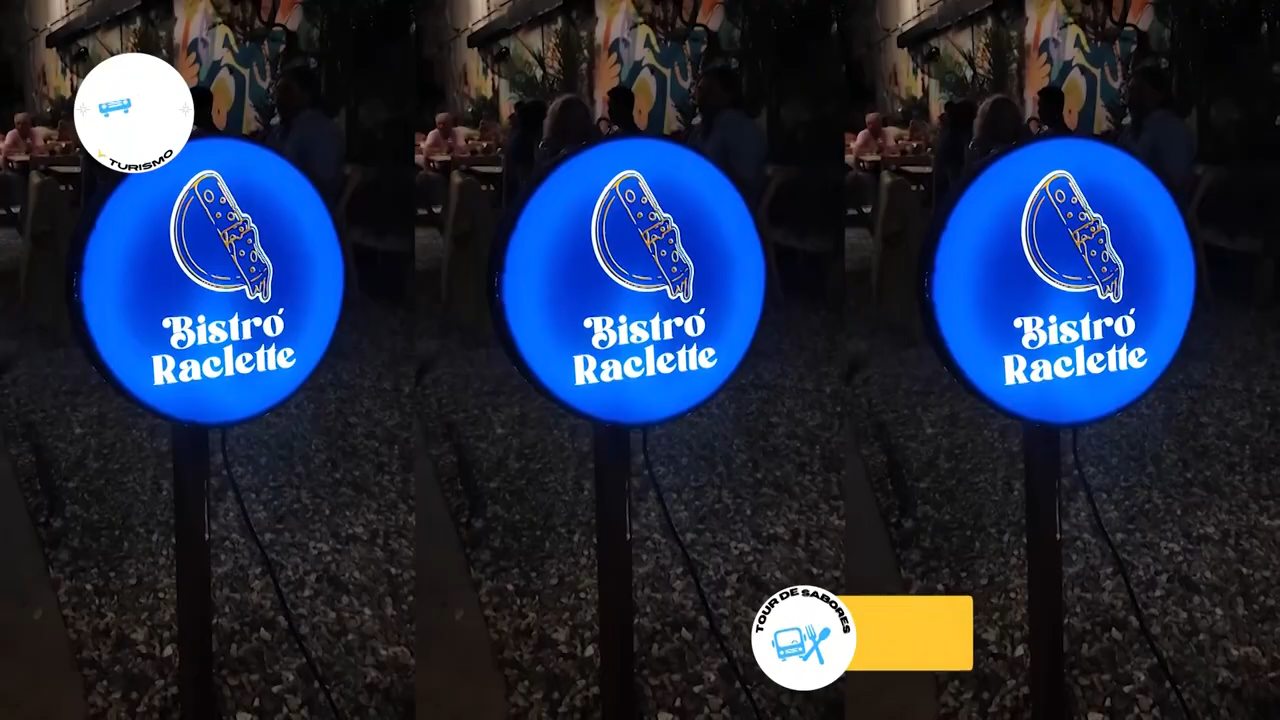 TURISMO
Bistró
Raclette
Bistró
Raclette
Bistró
Raclette
TOUR DE SABORES